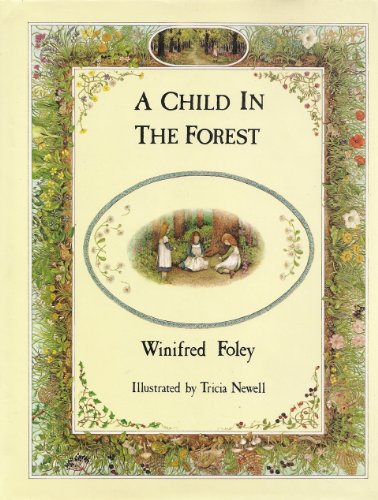 A CHILD IN
THE FOREST
Winifred Foley
Illustrated by Tricia Newell